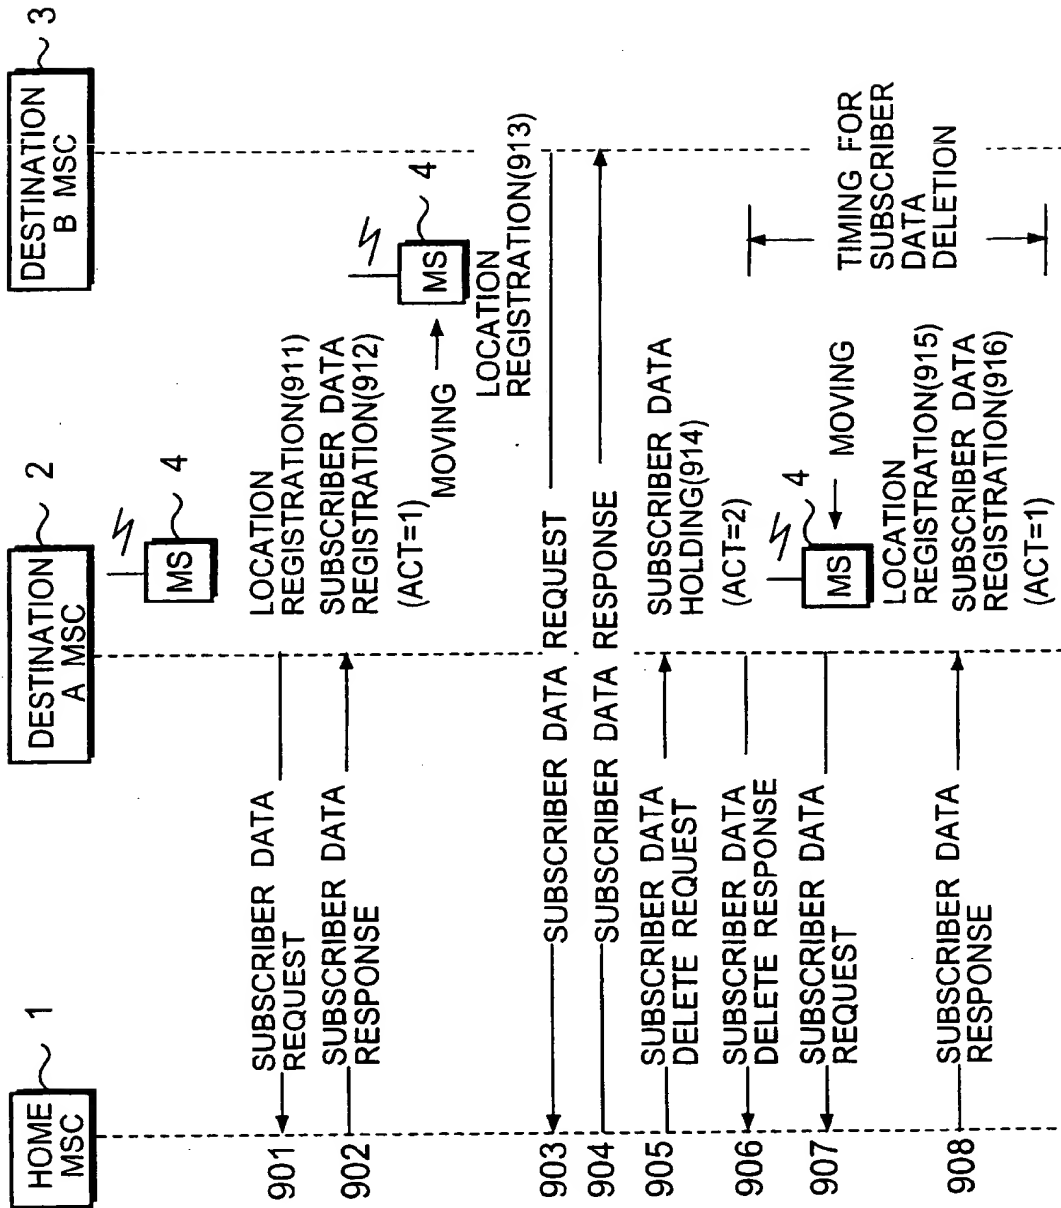 HOME
MSC
1
DESTINATION
A MSC
2
DESTINATION
B MSC
3
MS
4
901
SUBSCRIBER DATA
REQUEST
LOCATION
REGISTRATION(911)
902
SUBSCRIBER DATA
RESPONSE
SUBSCRIBER DATA
REGISTRATION(912)
(ACT=1)
MOVING
MS
4
LOCATION
REGISTRATION(913)
903
SUBSCRIBER DATA REQUEST
904
SUBSCRIBER DATA RESPONSE
905
SUBSCRIBER DATA
DELETE REQUEST
SUBSCRIBER DATA
HOLDING(914)
(ACT=2)
906
SUBSCRIBER DATA
DELETE RESPONSE
907
SUBSCRIBER DATA
REQUEST
MS
4
MOVING
LOCATION
REGISTRATION(915)
908
SUBSCRIBER DATA
RESPONSE
SUBSCRIBER DATA
REGISTRATION(916)
(ACT=1)
TIMING FOR
SUBSCRIBER
DATA
DELETION